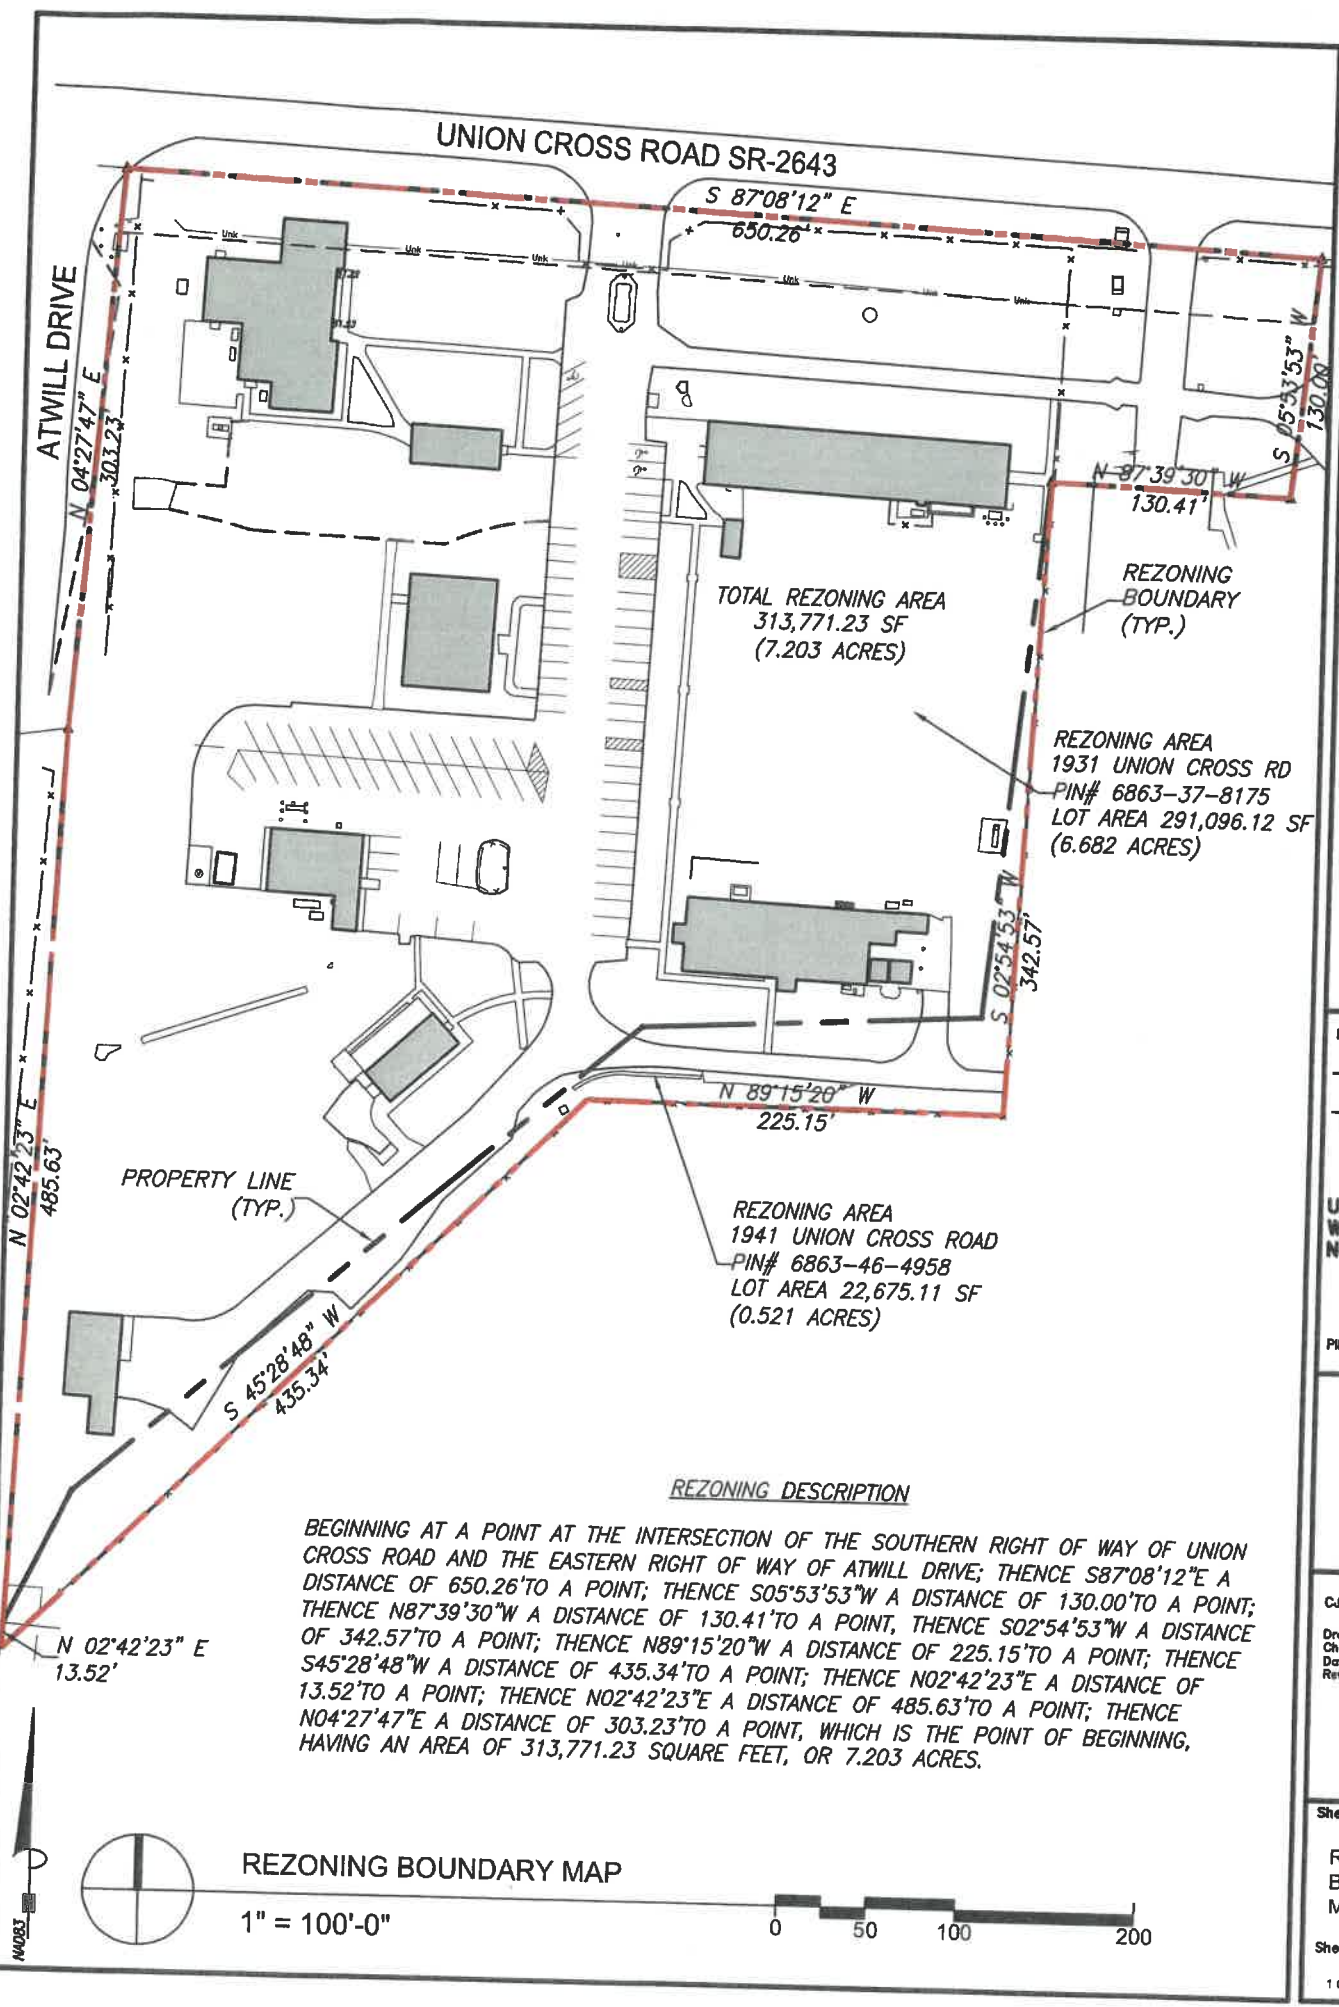 UNION CROSS ROAD SR-2643
S 87°08'12" E
650.26'
Unk
Unk
Unk
Unk
Unk
Unk
Unk
ATWILL DRIVE
N 04°27'47" E
303.23'
S 05°53'53" W
130.00'
N 87°39'30" W
130.41'
REZONING
BOUNDARY
(TYP.)
TOTAL REZONING AREA
313,771.23 SF
(7.203 ACRES)
REZONING AREA
1931 UNION CROSS RD
PIN# 6863-37-8175
LOT AREA 291,096.12 SF
(6.682 ACRES)
S 02°54'53" W
342.57'
N 89°15'20" W
225.15'
N 02°42'23" E
485.63'
PROPERTY LINE
(TYP.)
REZONING AREA
1941 UNION CROSS ROAD
PIN# 6863-46-4958
LOT AREA 22,675.11 SF
(0.521 ACRES)
S 45°28'48" W
435.34'
N 02°42'23" E
13.52'
REZONING DESCRIPTION
BEGINNING AT A POINT AT THE INTERSECTION OF THE SOUTHERN RIGHT OF WAY OF UNION
CROSS ROAD AND THE EASTERN RIGHT OF WAY OF ATWILL DRIVE; THENCE S87°08'12"E A
DISTANCE OF 650.26'TO A POINT; THENCE S05°53'53"W A DISTANCE OF 130.00'TO A POINT;
THENCE N87°39'30"W A DISTANCE OF 130.41'TO A POINT, THENCE S02°54'53"W A DISTANCE
OF 342.57'TO A POINT; THENCE N89°15'20"W A DISTANCE OF 225.15'TO A POINT; THENCE
S45°28'48"W A DISTANCE OF 435.34'TO A POINT; THENCE N02°42'23"E A DISTANCE OF
13.52'TO A POINT; THENCE N02°42'23"E A DISTANCE OF 485.63'TO A POINT; THENCE
N04°27'47"E A DISTANCE OF 303.23'TO A POINT, WHICH IS THE POINT OF BEGINNING,
HAVING AN AREA OF 313,771.23 SQUARE FEET, OR 7.203 ACRES.
NAD83
REZONING BOUNDARY MAP
1" = 100'-0"
0 50 100 200